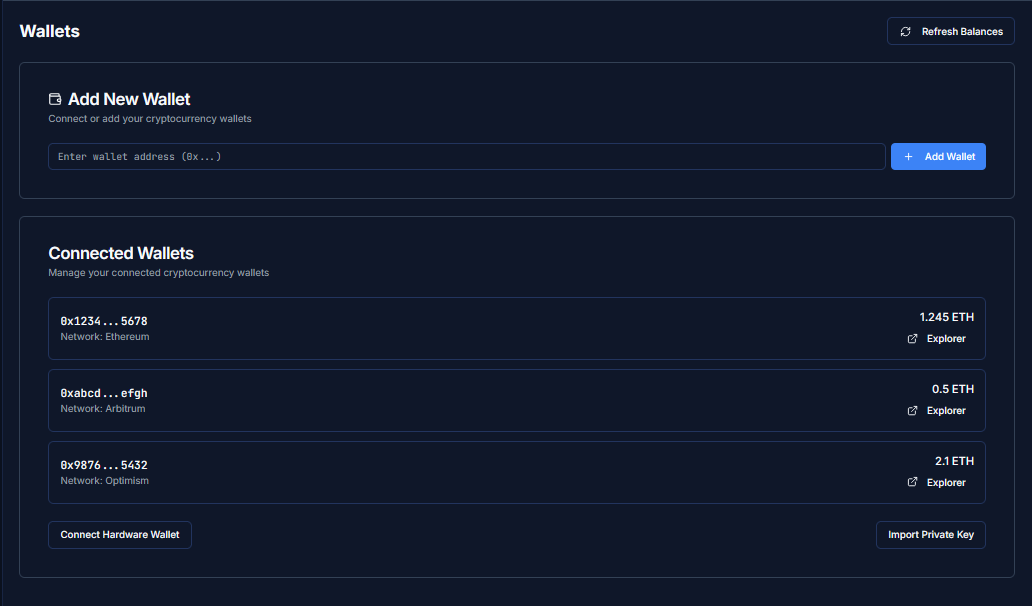 Wallets
Refresh Balances
Add New Wallet
Connect or add your cryptocurrency wallets
Enter wallet address (0x...)
+ Add Wallet
Connected Wallets
Manage your connected cryptocurrency wallets
0x1234...5678
1.245 ETH
Network: Ethereum
Explorer
0xabcd...efgh
0.5 ETH
Network: Arbitrum
Explorer
0x9876...5432
2.1 ETH
Network: Optimism
Explorer
Connect Hardware Wallet
Import Private Key